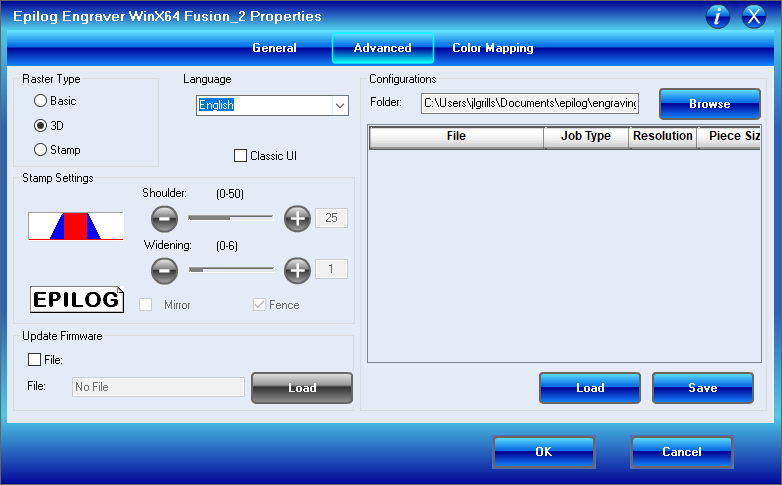 Epilog Engraver WinX64 Fusion_2 Properties
i X
General Advanced Color Mapping
Raster Type
Basic
3D
Stamp
Language
English
Classic UI
Stamp Settings
Shoulder: (0-50)
25
Widening: (0-6)
1
EPILOG
Mirror Fence
Update Firmware
File:
File: No File Load
Configurations
Folder: C:\Users\jlgrills\Documents\epilog\engraving Browse
File Job Type Resolution Piece Siz
Load Save
OK Cancel